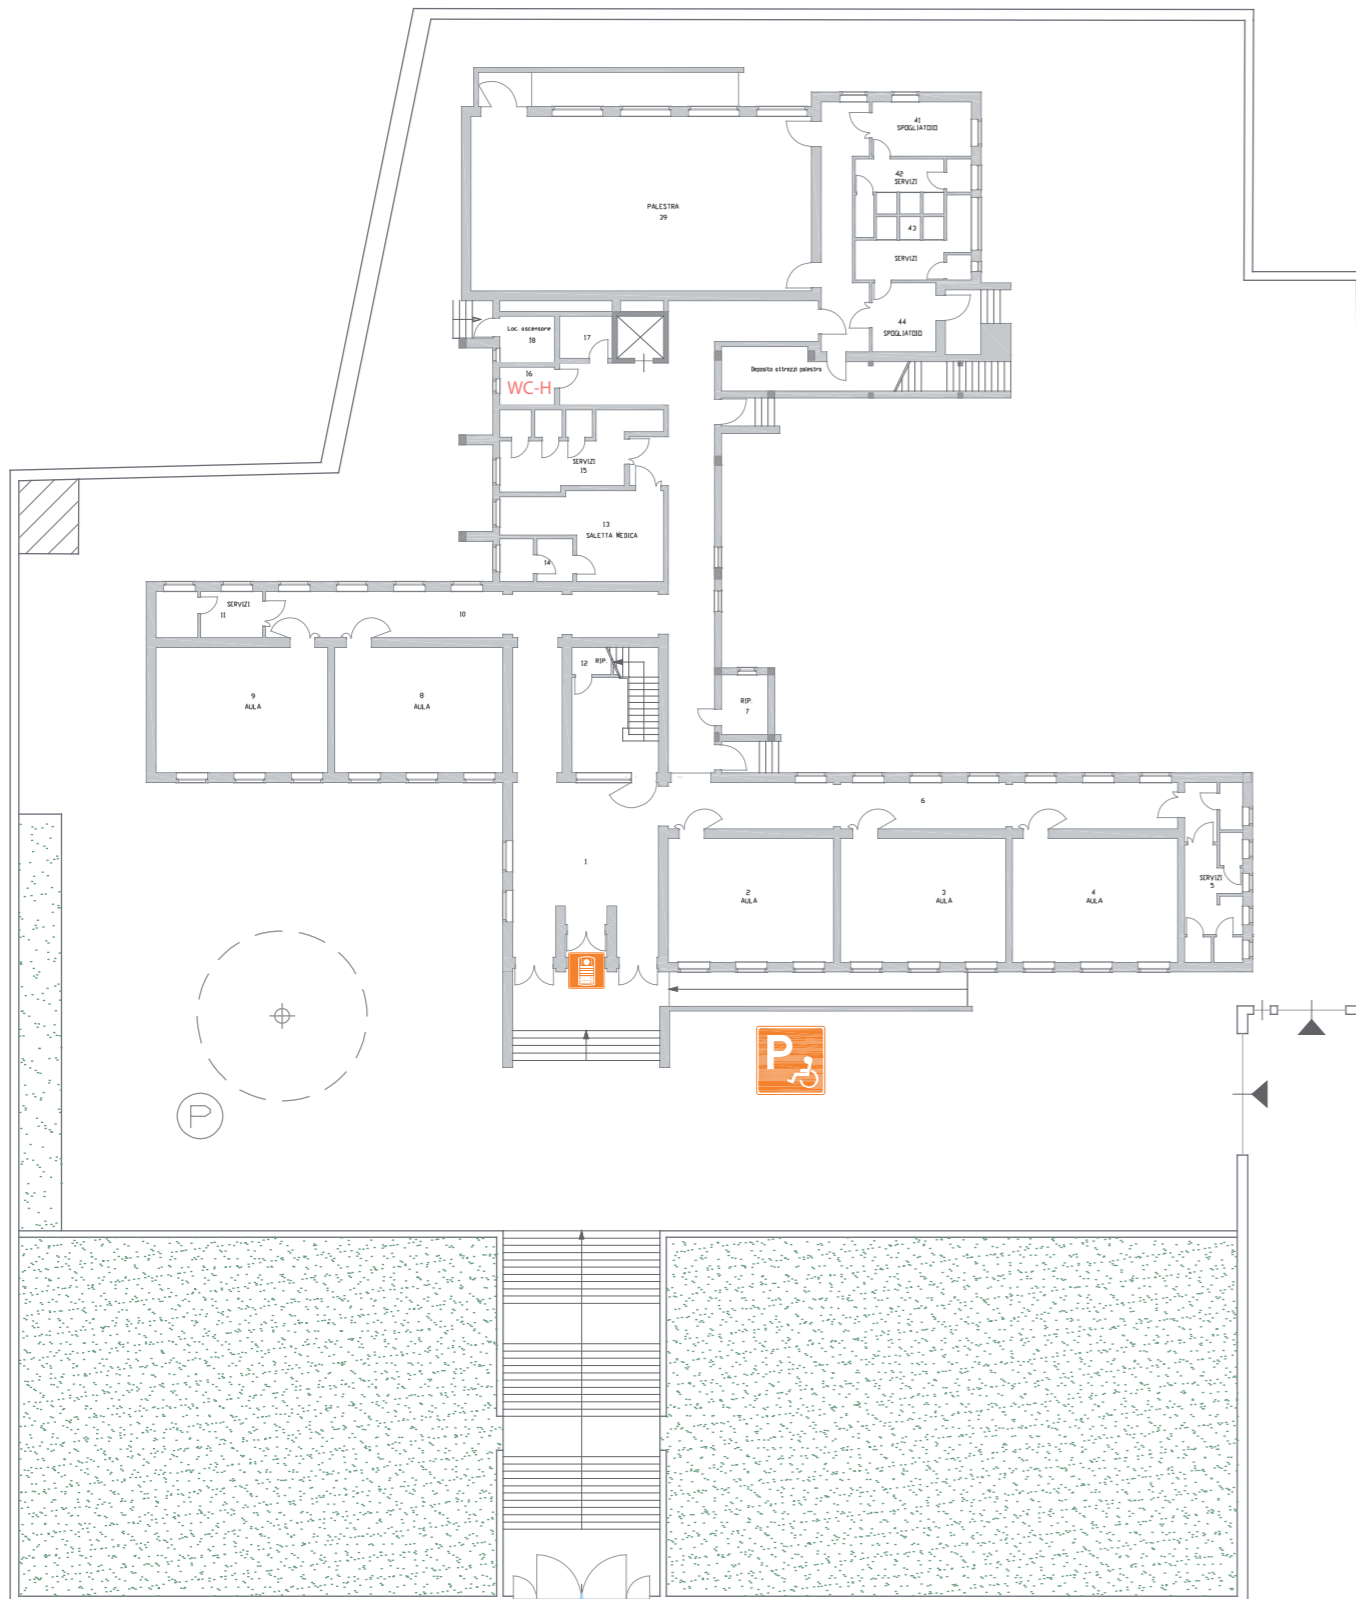 41
SPOGLIATOIO
42
SERVIZI
43
SERVIZI
PALESTRA
39
44
SPOGLIATOIO
Loc. ascensore
18
17
16
WC-H
Deposito attrezzi palestra
SERVIZI
15
13
SALETTA MEDICA
14
SERVIZI
11
10
12
RIP.
9
AULA
8
AULA
RIP.
7
6
1
2
AULA
3
AULA
4
AULA
SERVIZI
5
P
P